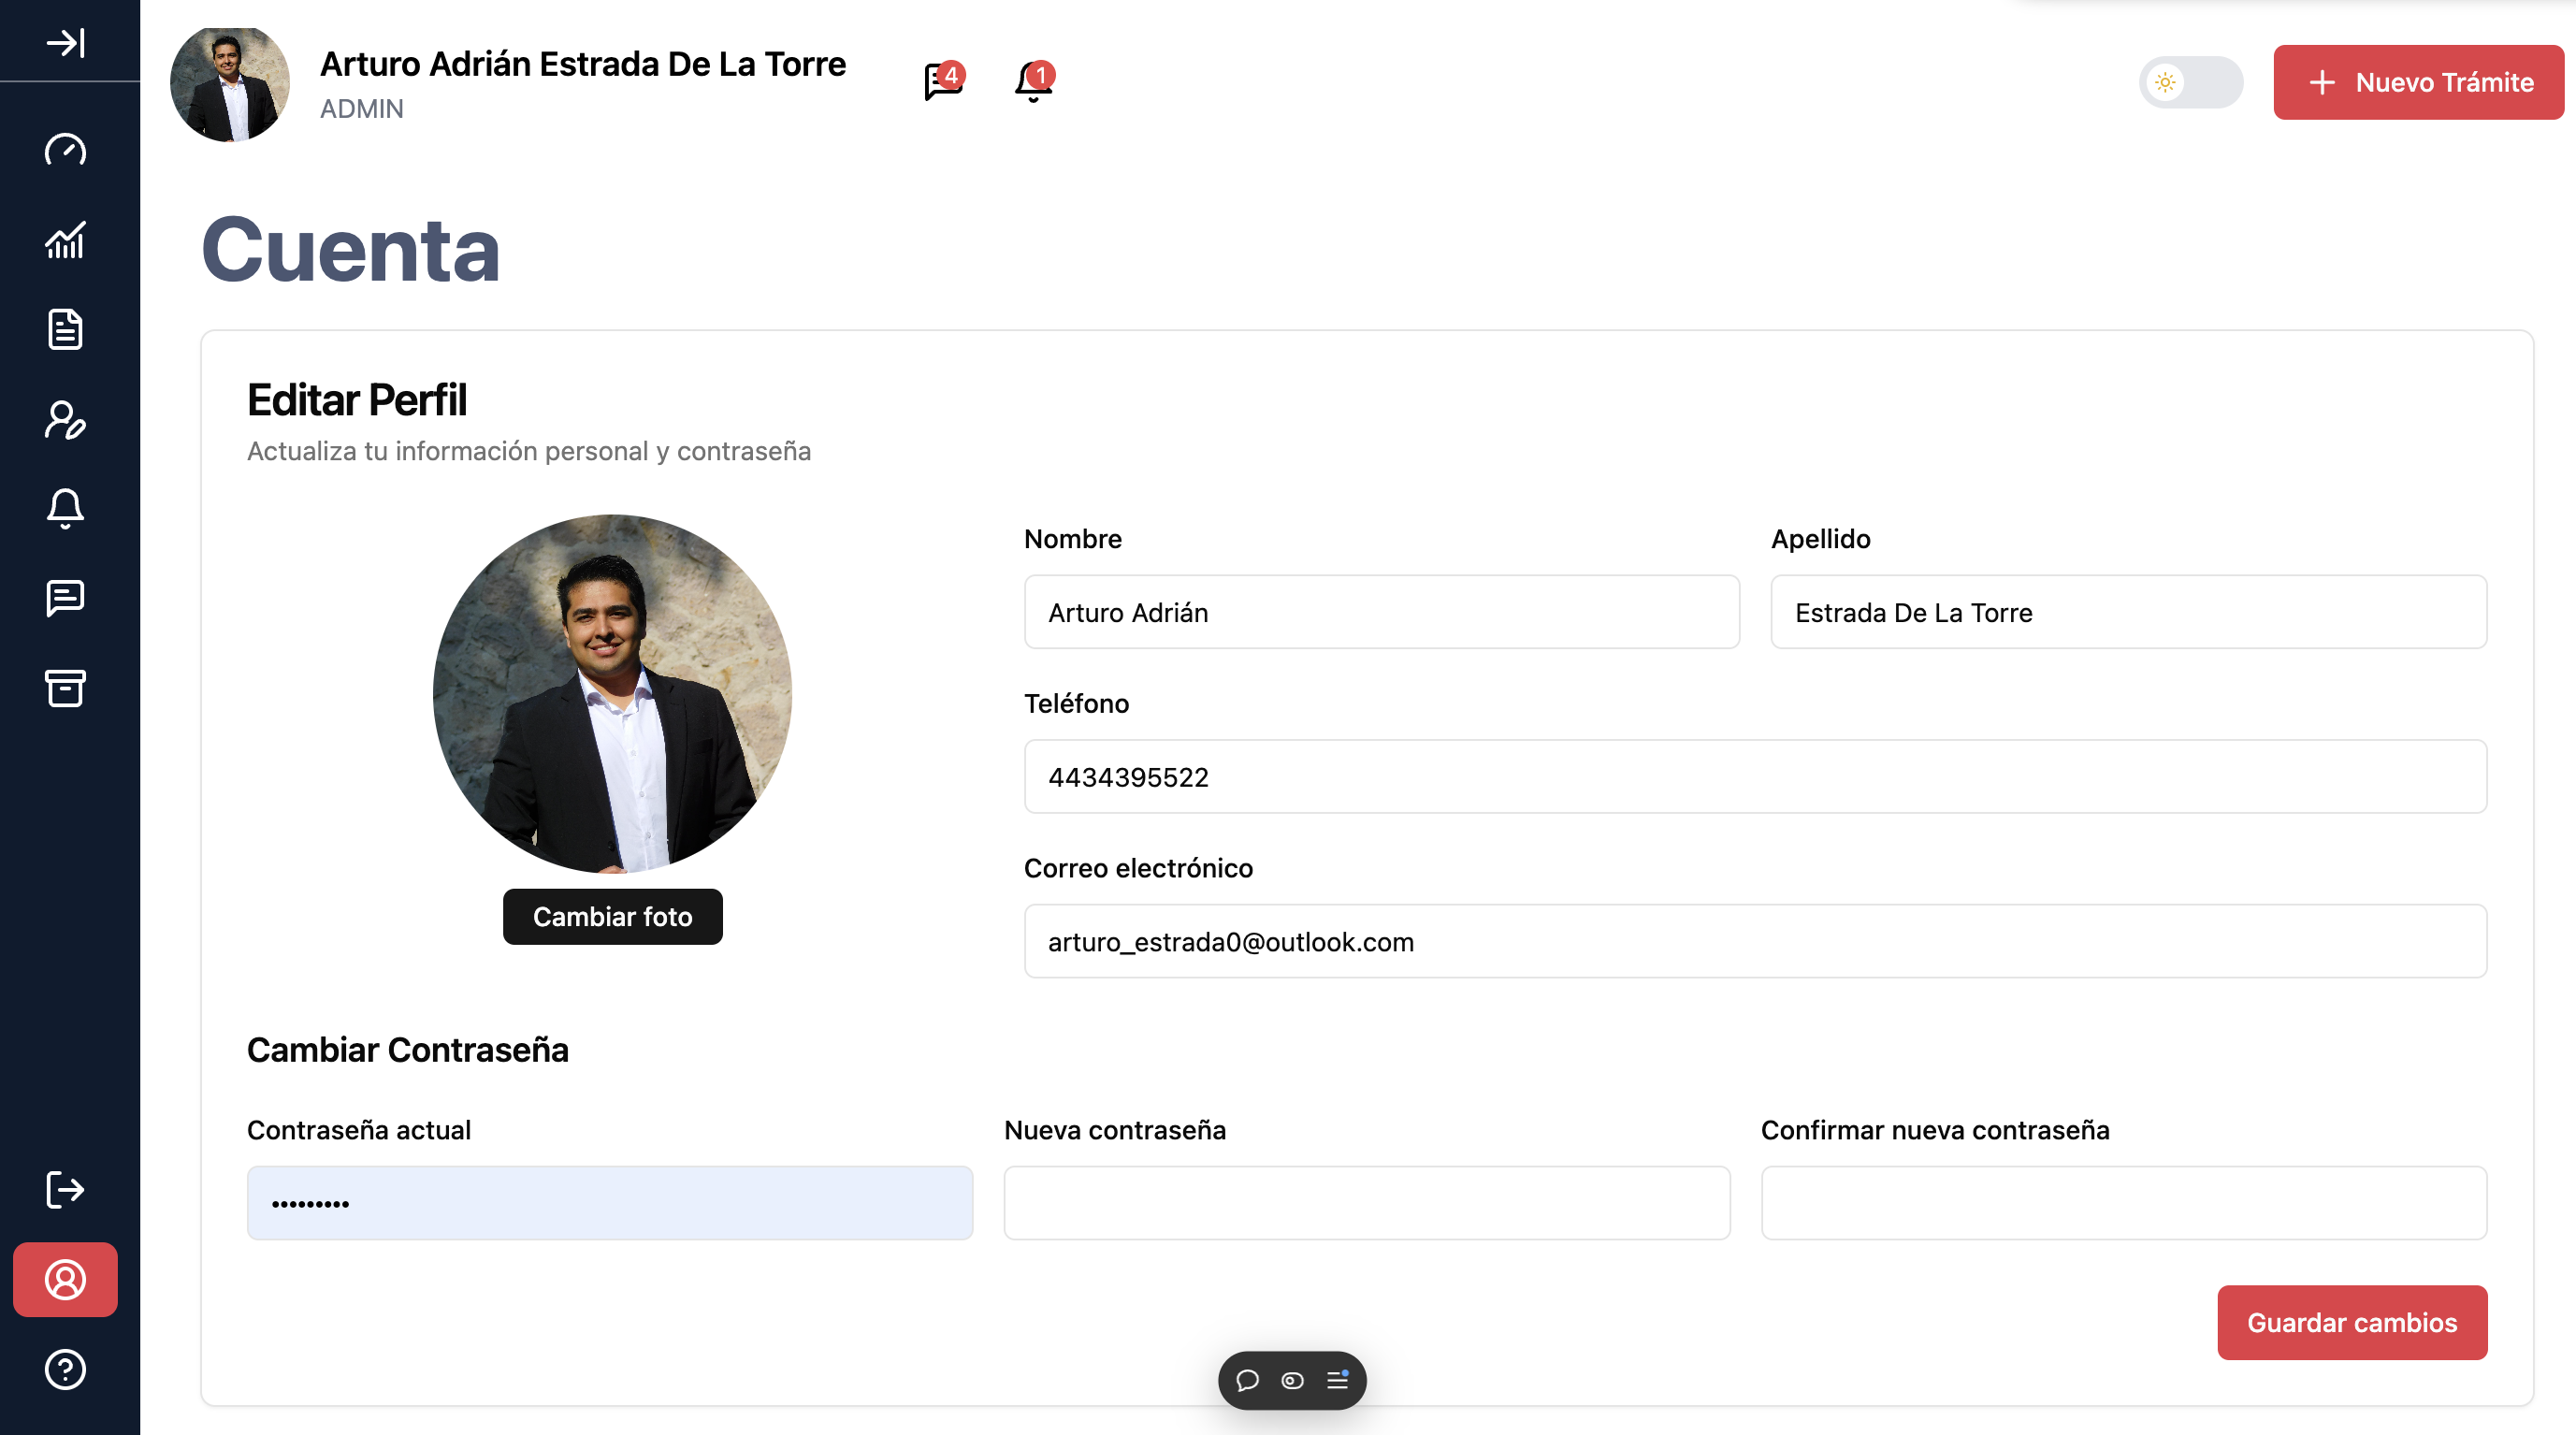 Arturo Adrián Estrada De La Torre
ADMIN
4
1
Nuevo Trámite
Cuenta
Editar Perfil
Actualiza tu información personal y contraseña
Nombre
Apellido
Arturo Adrián
Estrada De La Torre
Teléfono
4434395522
Correo electrónico
arturo_estrada0@outlook.com
Cambiar foto
Cambiar Contraseña
Contraseña actual
Nueva contraseña
Confirmar nueva contraseña
•••••••••
Guardar cambios